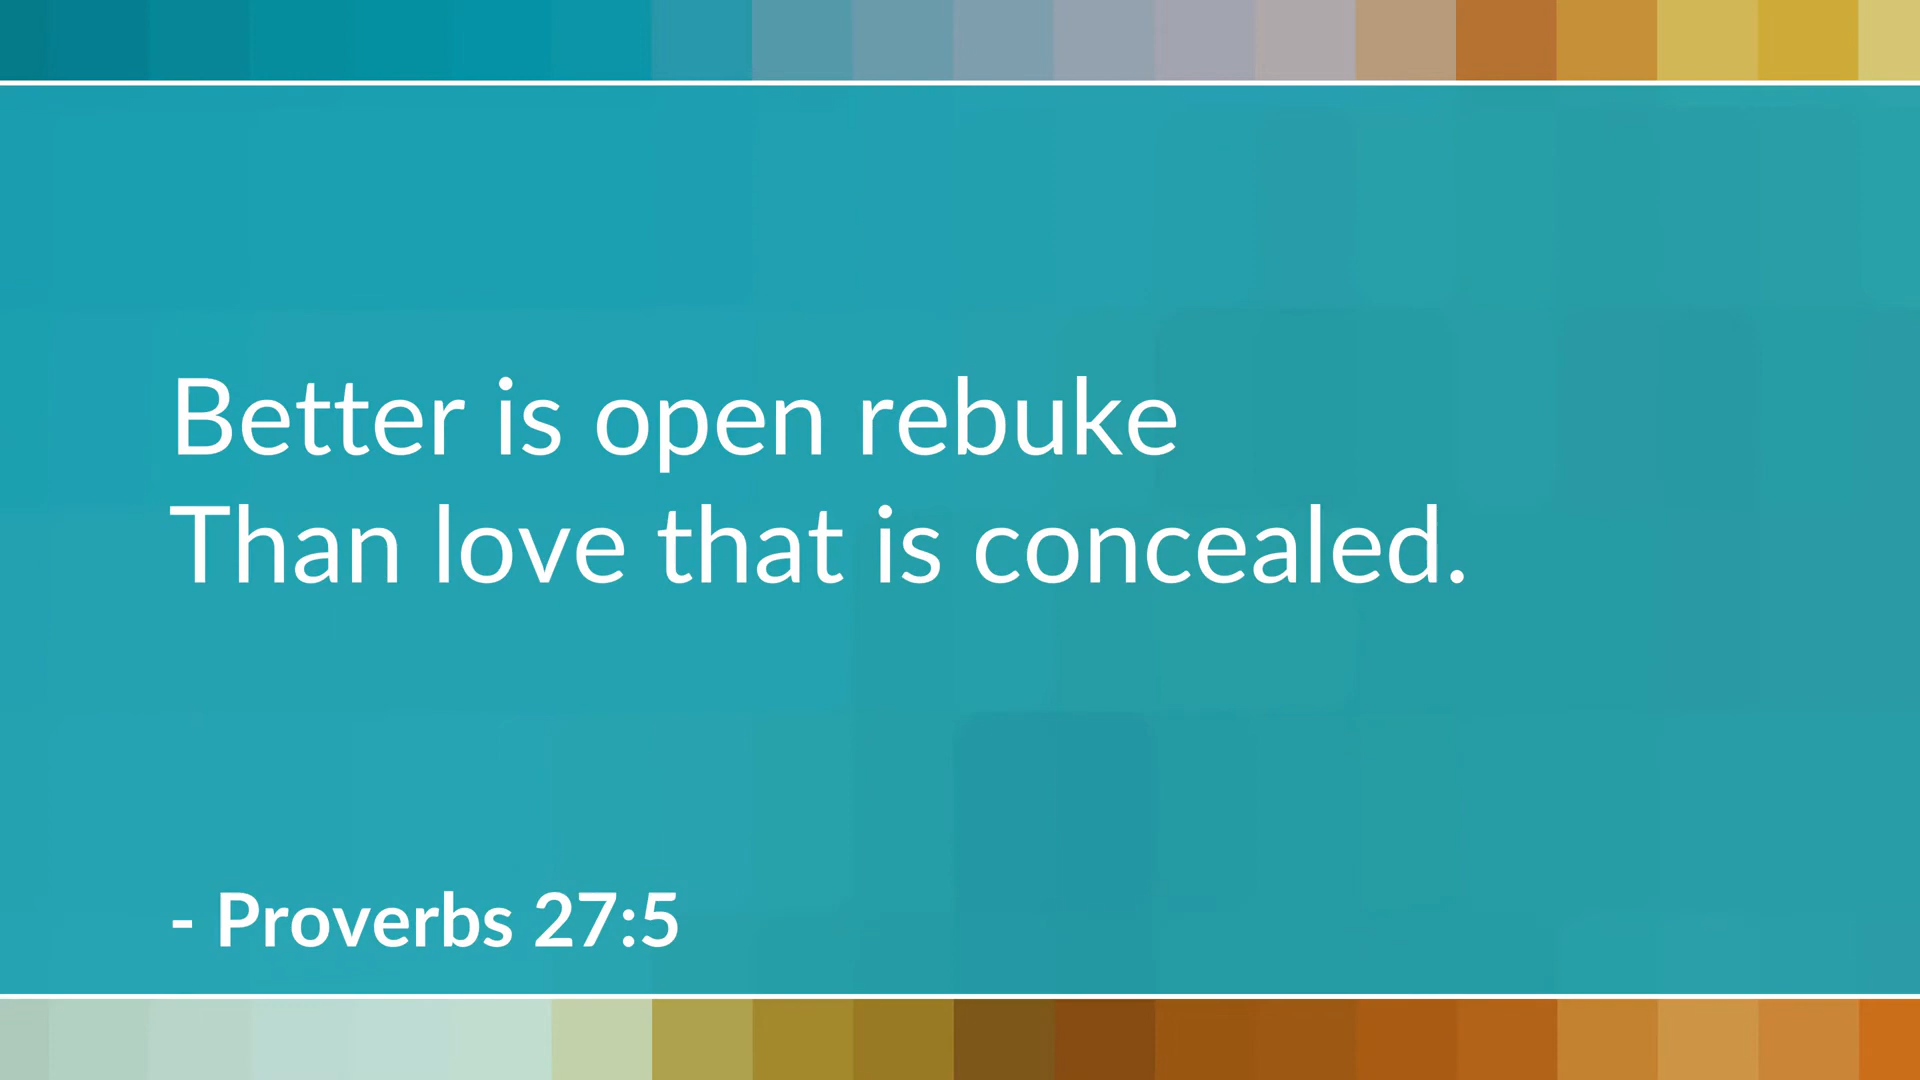 Better is open rebuke
Than love that is concealed.
- Proverbs 27:5